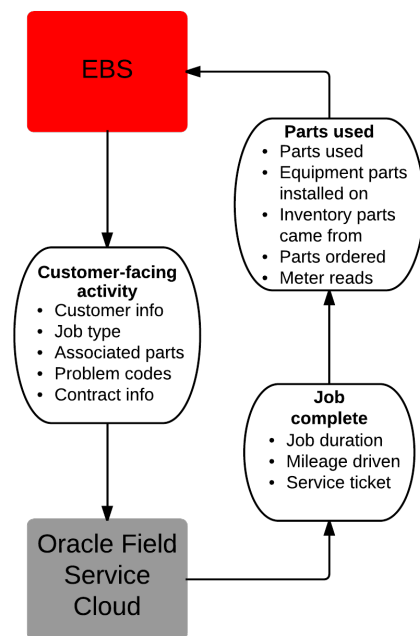 EBS
Customer-facing
activity
• Customer info
• Job type
• Associated parts
• Problem codes
• Contract info
Oracle Field
Service
Cloud
Job
complete
• Job duration
• Mileage driven
• Service ticket
Parts used
• Parts used
• Equipment parts
installed on
• Inventory parts
came from
• Parts ordered
• Meter reads